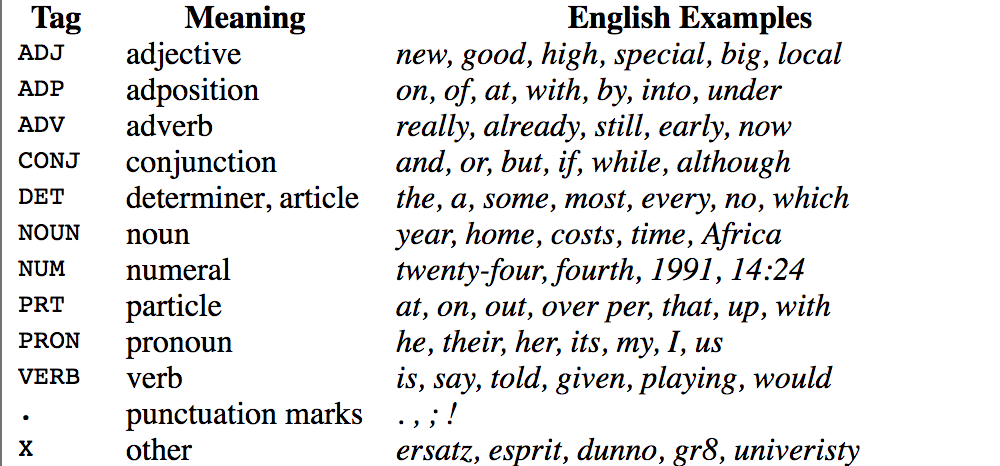 Tag Meaning English Examples
ADJ adjective new, good, high, special, big, local
ADP adposition on, of, at, with, by, into, under
ADV adverb really, already, still, early, now
CONJ conjunction and, or, but, if, while, although
DET determiner, article the, a, some, most, every, no, which
NOUN noun year, home, costs, time, Africa
NUM numeral twenty-four, fourth, 1991, 14:24
PRT particle at, on, out, over per, that, up, with
PRON pronoun he, their, her, its, my, I, us
VERB verb is, say, told, given, playing, would
. punctuation marks . , ; !
X other ersatz, esprit, dunno, gr8, univeristy